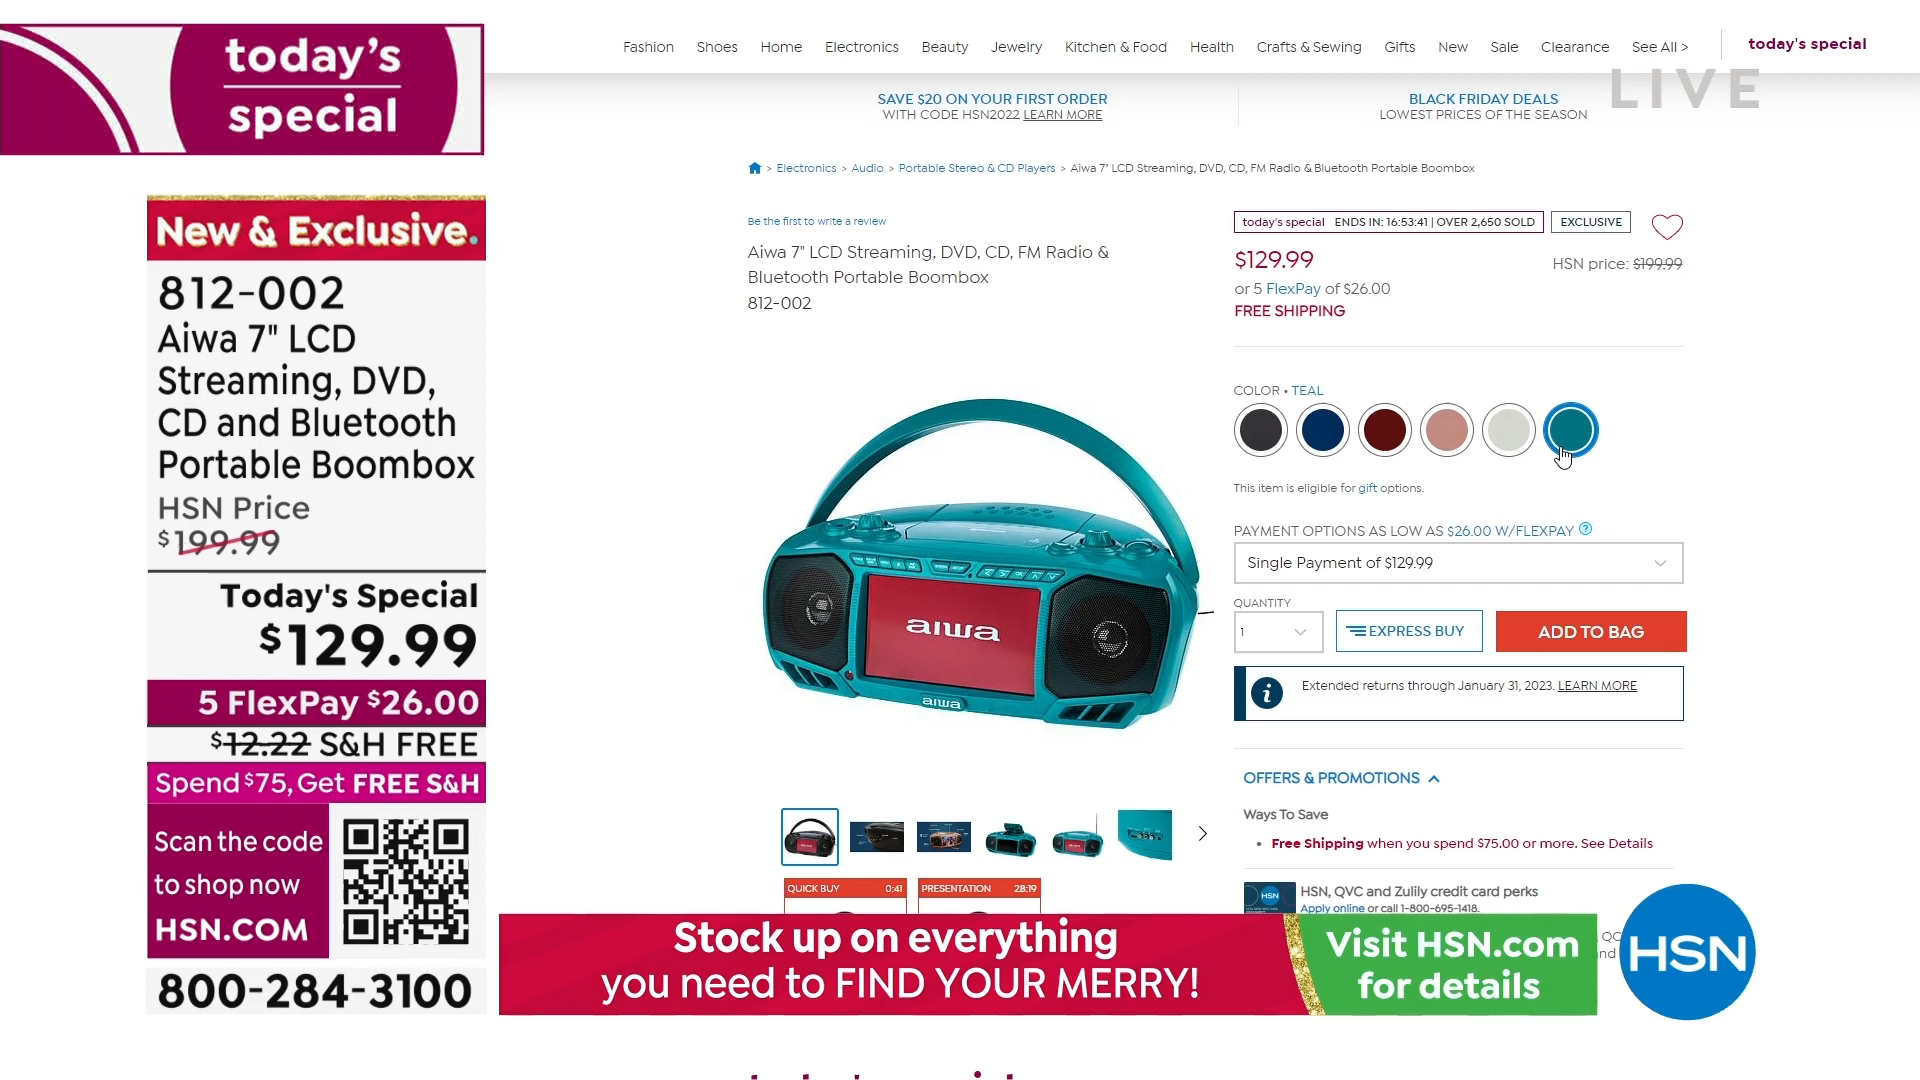 today's
special
Fashion Shoes Home Electronics Beauty Jewelry Kitchen & Food Health Crafts & Sewing Gifts New Sale Clearance See All > today's special
LIVE
SAVE $20 ON YOUR FIRST ORDER
WITH CODE HSN2022 LEARN MORE
BLACK FRIDAY DEALS
LOWEST PRICES OF THE SEASON
> Electronics > Audio > Portable Stereo & CD Players > Aiwa 7" LCD Streaming, DVD, CD, FM Radio & Bluetooth Portable Boombox
New & Exclusive.
812-002
Aiwa 7" LCD
Streaming, DVD,
CD and Bluetooth
Portable Boombox
HSN Price
$199.99
Today's Special
$129.99
5 FlexPay $26.00
$12.22 S&H FREE
Spend $75, Get FREE S&H
Scan the code
to shop now
HSN.COM
800-284-3100
Be the first to write a review
Aiwa 7" LCD Streaming, DVD, CD, FM Radio &
Bluetooth Portable Boombox
812-002
aiwa
aiwa
QUICK BUY 0:41
PRESENTATION 28:19
today's special ENDS IN: 16:53:41 | OVER 2,650 SOLD EXCLUSIVE
$129.99
HSN price: $199.99
or 5 FlexPay of $26.00
FREE SHIPPING
COLOR • TEAL
This item is eligible for gift options.
PAYMENT OPTIONS AS LOW AS $26.00 W/FLEXPAY ?
Single Payment of $129.99
QUANTITY
1
EXPRESS BUY
ADD TO BAG
i Extended returns through January 31, 2023. LEARN MORE
OFFERS & PROMOTIONS
Ways To Save
• Free Shipping when you spend $75.00 or more. See Details
HSN
HSN, QVC and Zulily credit card perks
Apply online or call 1-800-695-1418.
Stock up on everything
you need to FIND YOUR MERRY!
Visit HSN.com
for details
HSN